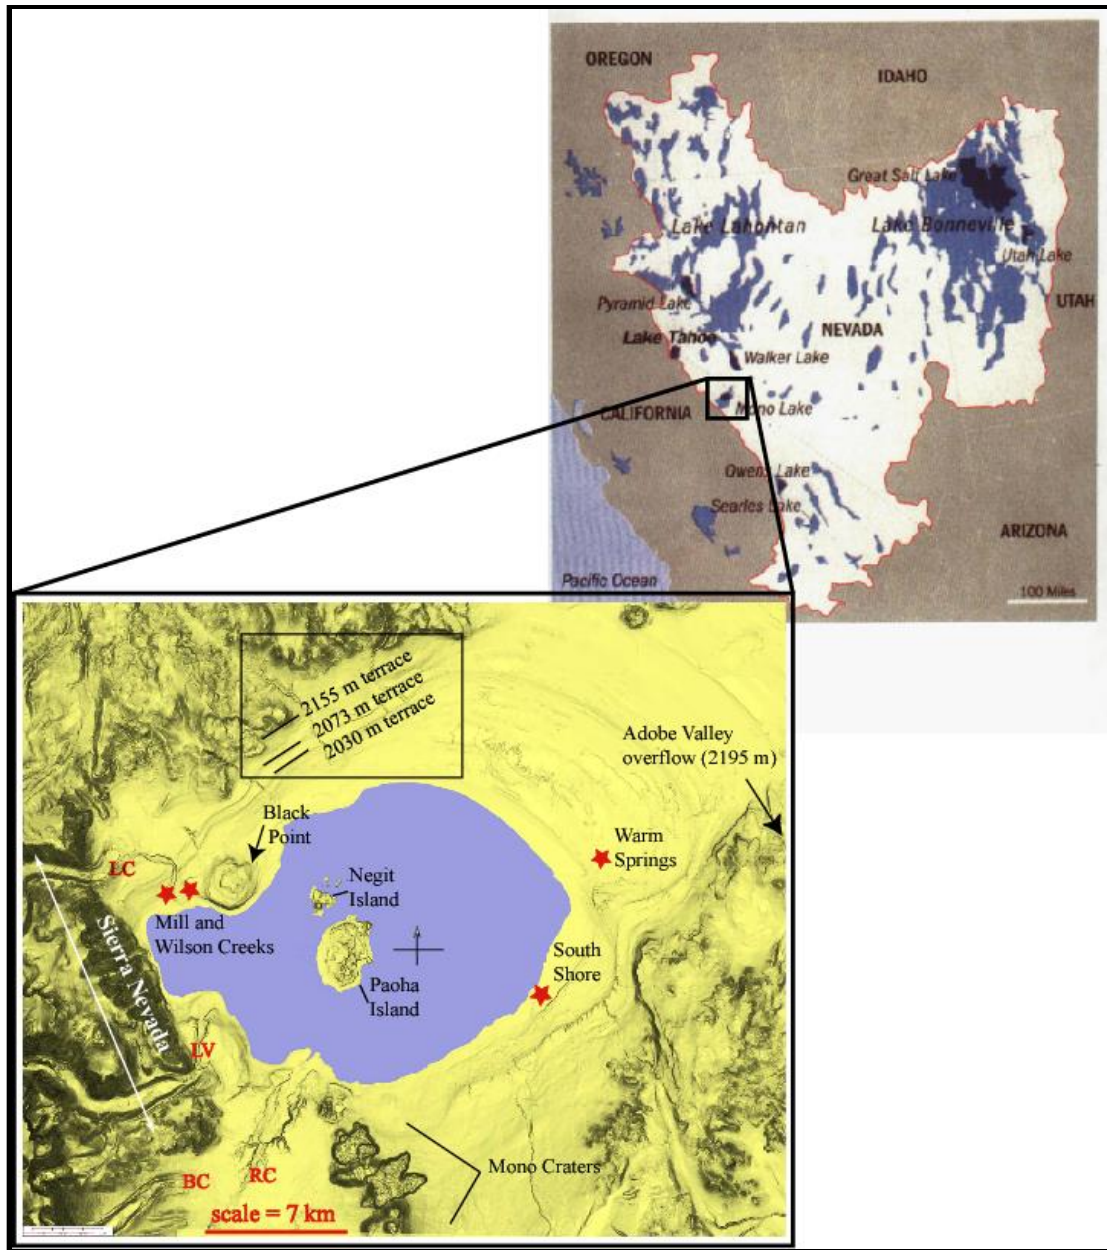 OREGON
IDAHO
Great Salt Lake
Lake Lahontan
Lake Bonneville
Utah Lake
Pyramid Lake
UTAH
NEVADA
Lake Tahoe
Walker Lake
CALIFORNIA
Mono Lake
Owens Lake
Searles Lake
ARIZONA
Pacific Ocean
100 Miles
2155 m terrace
2073 m terrace
2030 m terrace
Adobe Valley
overflow (2195 m)
Black
Point
Warm
Springs
LC
Negit
Island
Mill and
Wilson Creeks
Sierra Nevada
South
Shore
Paoha
Island
LV
Mono Craters
BC
RC
scale = 7 km